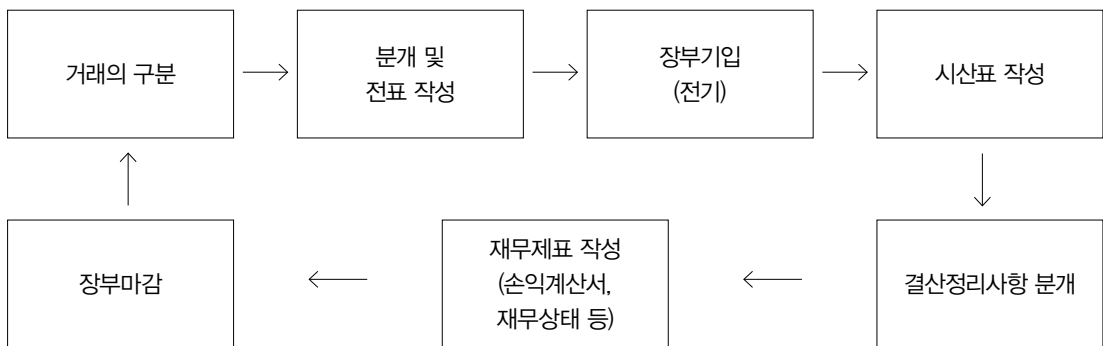 거래의 구분
분개 및
전표 작성
장부기입
(전기)
시산표 작성
장부마감
재무제표 작성
(손익계산서,
재무상태 등)
결산정리사항 분개